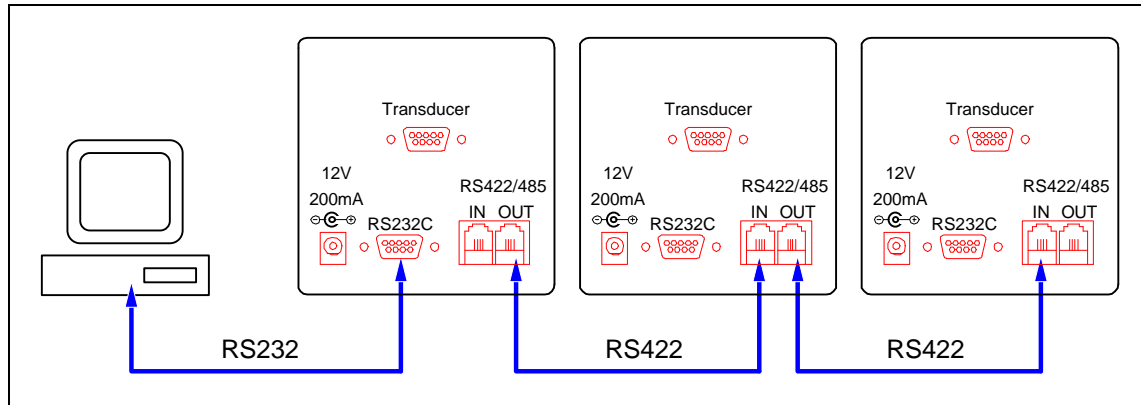 Transducer
12V
200mA
RS422/485
IN OUT
RS232C
Transducer
12V
200mA
RS422/485
IN OUT
RS232C
Transducer
12V
200mA
RS422/485
IN OUT
RS232C
RS232
RS422
RS422